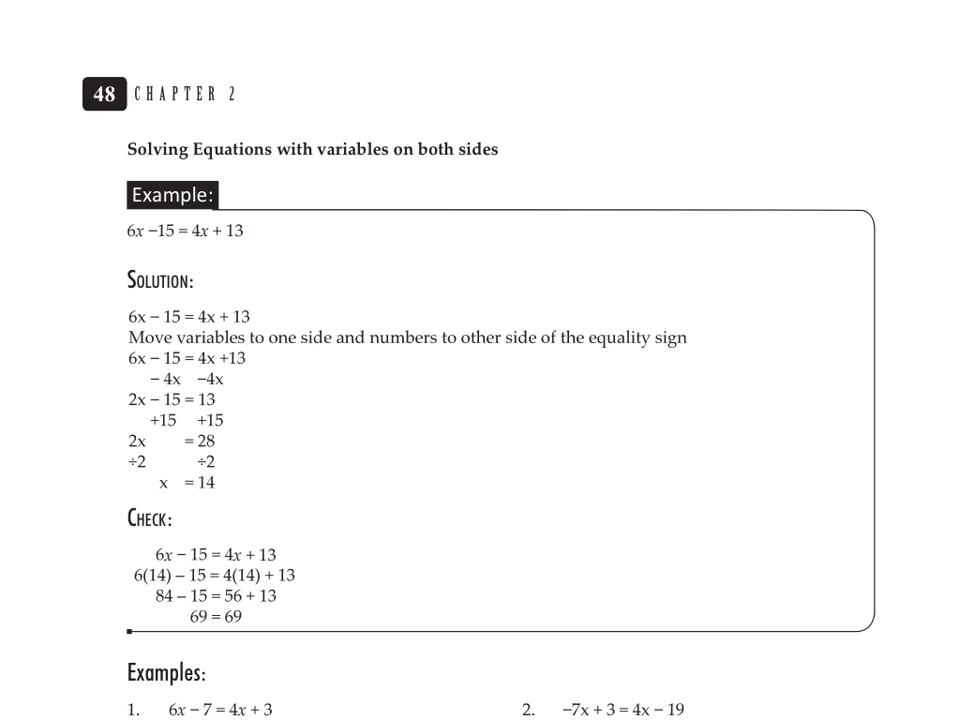 48 CHAPTER 2
Solving Equations with variables on both sides
Example:
6x −15 = 4x + 13
SOLUTION:
6x − 15 = 4x + 13
Move variables to one side and numbers to other side of the equality sign
6x − 15 = 4x +13
− 4x −4x
2x − 15 = 13
+15 +15
2x = 28
÷2 ÷2
x = 14
CHECK:
6x − 15 = 4x + 13
6(14) – 15 = 4(14) + 13
84 – 15 = 56 + 13
69 = 69
Examples:
1. 6x − 7 = 4x + 3 2. −7x + 3 = 4x − 19